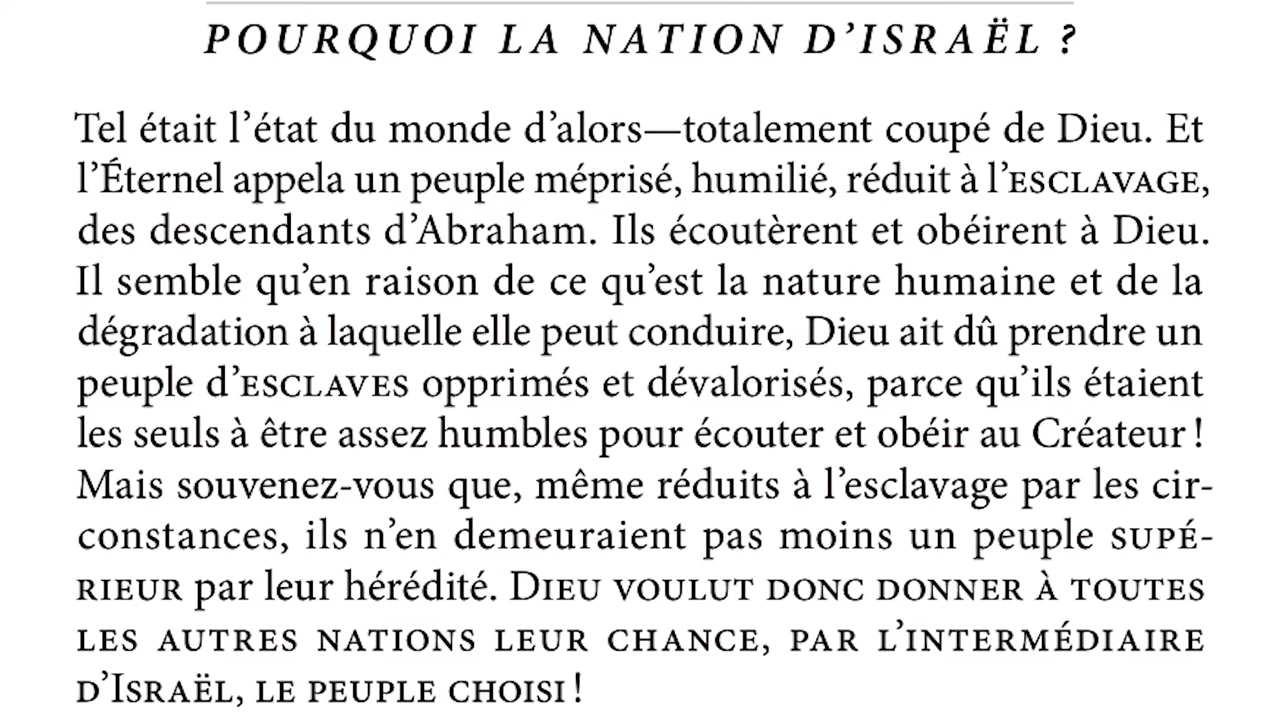 POURQUOI LA NATION D’ISRAËL ?
Tel était l’état du monde d’alors—totalement coupé de Dieu. Et
l’Éternel appela un peuple méprisé, humilié, réduit à l’ESCLAVAGE,
des descendants d’Abraham. Ils écoutèrent et obéirent à Dieu.
Il semble qu’en raison de ce qu’est la nature humaine et de la
dégradation à laquelle elle peut conduire, Dieu ait dû prendre un
peuple d’ESCLAVES opprimés et dévalorisés, parce qu’ils étaient
les seuls à être assez humbles pour écouter et obéir au Créateur !
Mais souvenez-vous que, même réduits à l’esclavage par les cir-
constances, ils n’en demeuraient pas moins un peuple SUPÉ-
RIEUR par leur hérédité. DIEU VOULUT DONC DONNER À TOUTES
LES AUTRES NATIONS LEUR CHANCE, PAR L’INTERMÉDIAIRE
D’ISRAËL, LE PEUPLE CHOISI !